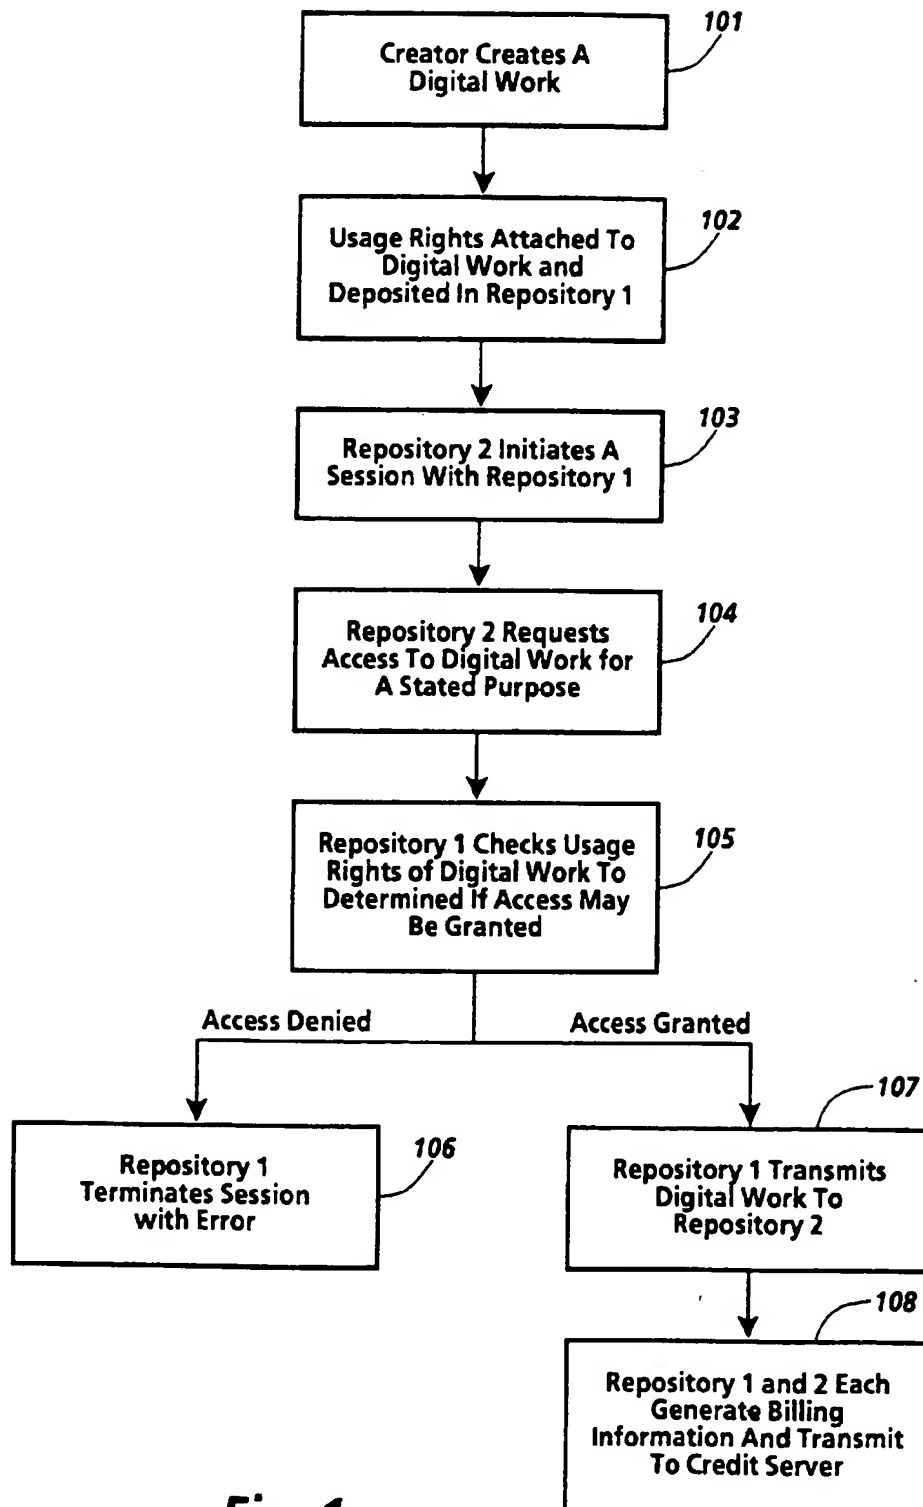 101
Creator Creates A
Digital Work
102
Usage Rights Attached To
Digital Work and
Deposited In Repository 1
103
Repository 2 Initiates A
Session With Repository 1
104
Repository 2 Requests
Access To Digital Work for
A Stated Purpose
105
Repository 1 Checks Usage
Rights of Digital Work To
Determined If Access May
Be Granted
Access Denied
Access Granted
107
106
Repository 1
Terminates Session
with Error
Repository 1 Transmits
Digital Work To
Repository 2
108
Repository 1 and 2 Each
Generate Billing
Information And Transmit
To Credit Server